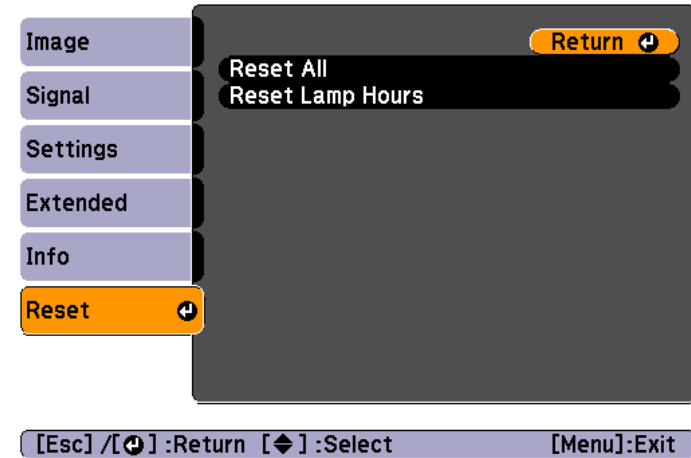 Image
Signal
Settings
Extended
Info
Reset
Return
Reset All
Reset Lamp Hours
[Esc] /[ ] :Return [ ] :Select [Menu]:Exit